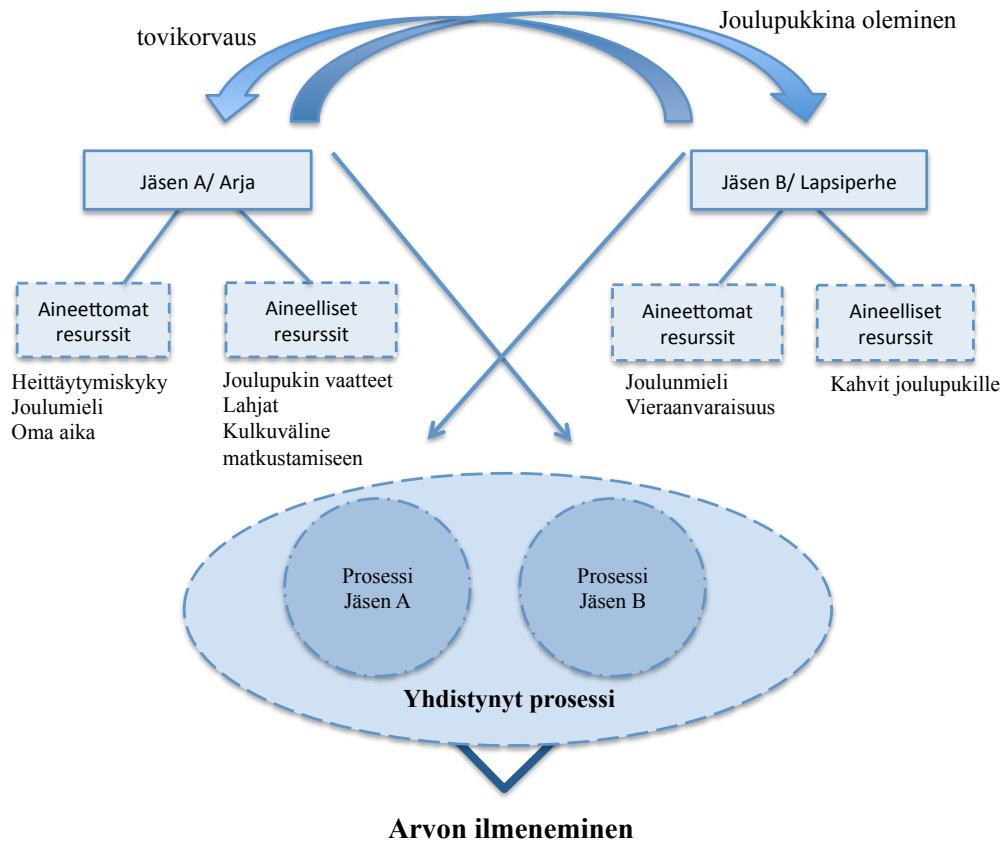 tovikorvaus
Joulupukkina oleminen
Jäsen A/ Arja
Jäsen B/ Lapsiperhe
Aineettomat
resurssit
Aineelliset
resurssit
Aineettomat
resurssit
Aineelliset
resurssit
Heittäytymiskyky
Joulumieli
Oma aika
Joulupukin vaatteet
Lahjat
Kulkuväline
matkustamiseen
Joulunmieli
Vieraanvaraisuus
Kahvit joulupukille
Prosessi
Jäsen A
Prosessi
Jäsen B
Yhdistynyt prosessi
Arvon ilmeneminen